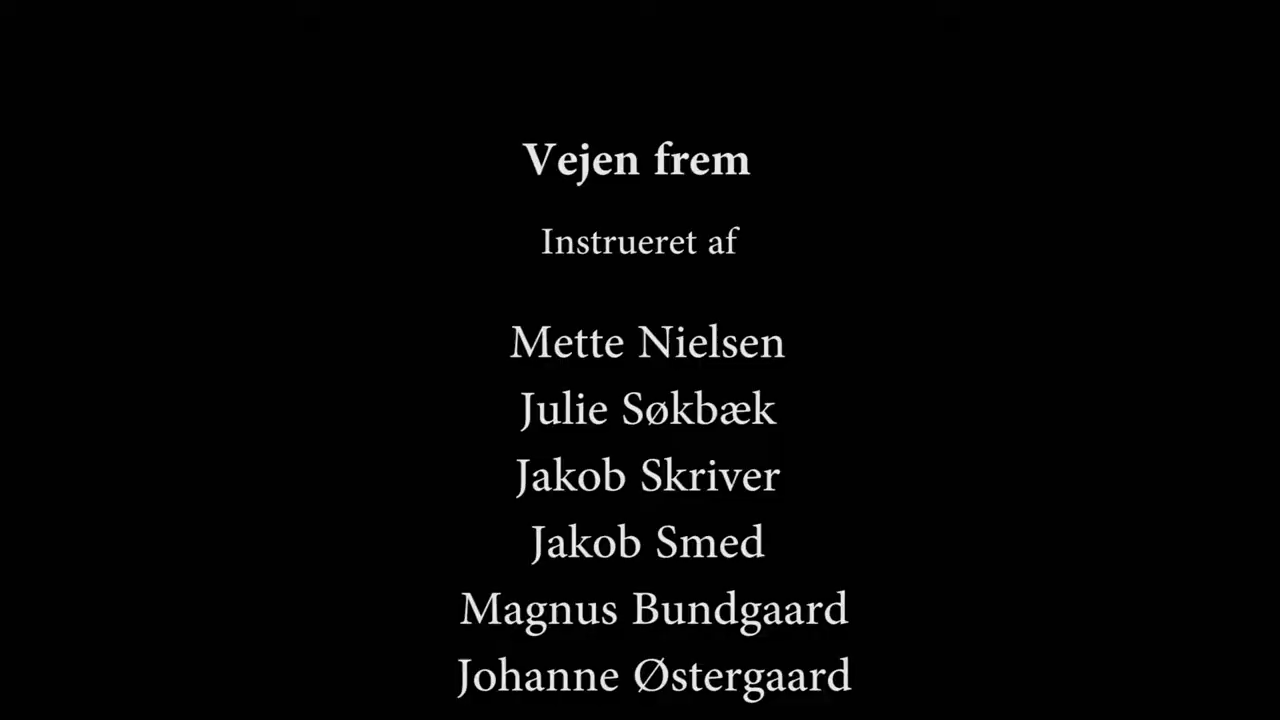 Vejen frem
Instrueret af
Mette Nielsen
Julie Søkbæk
Jakob Skriver
Jakob Smed
Magnus Bundgaard
Johanne Østergaard